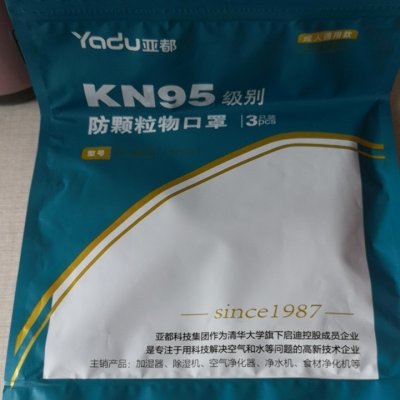 Yadu亚都
成人通用款
KN95级别
防颗粒物口罩 3只装 PCS
型号
since1987
亚都科技集团作为清华大学旗下启迪控股成员企业
是专注于用科技解决空气和水等问题的高新技术企业
主销产品：加湿器、除湿机、空气净化器、净水机、食材净化机等